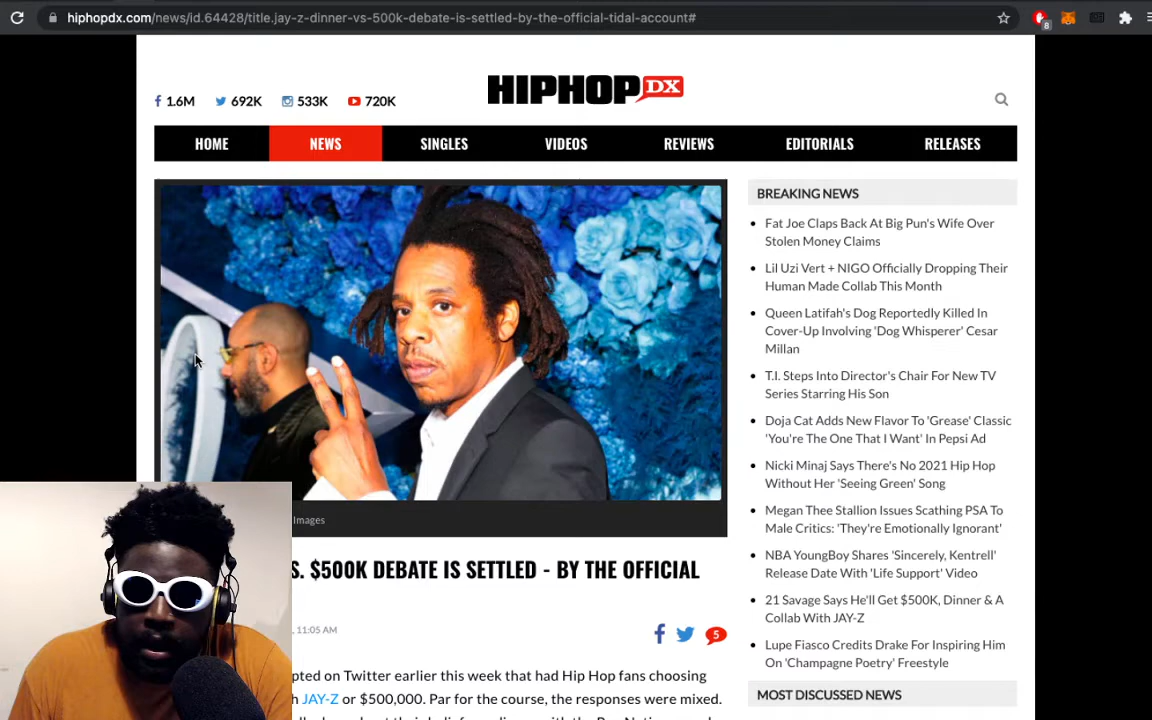 hiphopdx.com/news/id.64428/title.jay-z-dinner-vs-500k-debate-is-settled-by-the-official-tidal-account#
8
1.6M 692K 533K 720K
HIPHOP DX
HOME NEWS SINGLES VIDEOS REVIEWS EDITORIALS RELEASES
Images
S. $500K DEBATE IS SETTLED - BY THE OFFICIAL
, 11:05 AM
5
pted on Twitter earlier this week that had Hip Hop fans choosing
h JAY-Z or $500,000. Par for the course, the responses were mixed.
BREAKING NEWS
Fat Joe Claps Back At Big Pun's Wife Over
Stolen Money Claims
Lil Uzi Vert + NIGO Officially Dropping Their
Human Made Collab This Month
Queen Latifah's Dog Reportedly Killed In
Cover-Up Involving 'Dog Whisperer' Cesar
Millan
T.I. Steps Into Director's Chair For New TV
Series Starring His Son
Doja Cat Adds New Flavor To 'Grease' Classic
'You're The One That I Want' In Pepsi Ad
Nicki Minaj Says There's No 2021 Hip Hop
Without Her 'Seeing Green' Song
Megan Thee Stallion Issues Scathing PSA To
Male Critics: 'They're Emotionally Ignorant'
NBA YoungBoy Shares 'Sincerely, Kentrell'
Release Date With 'Life Support' Video
21 Savage Says He'll Get $500K, Dinner & A
Collab With JAY-Z
Lupe Fiasco Credits Drake For Inspiring Him
On 'Champagne Poetry' Freestyle
MOST DISCUSSED NEWS